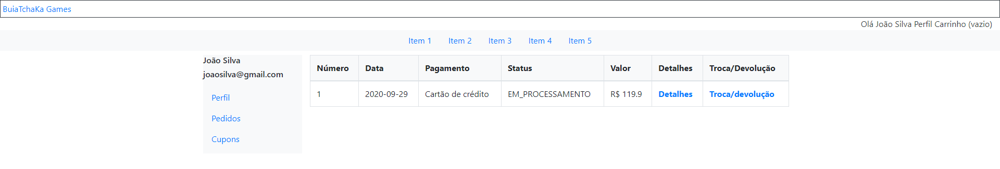 BuiaTchaKa Games
Olá João Silva Perfil Carrinho (vazio)
Item 1 Item 2 Item 3 Item 4 Item 5
João Silva
joaosilva@gmail.com
Perfil
Pedidos
Cupons
Número Data Pagamento Status Valor Detalhes Troca/Devolução
1 2020-09-29 Cartão de crédito EM_PROCESSAMENTO R$ 119.9 Detalhes Troca/devolução